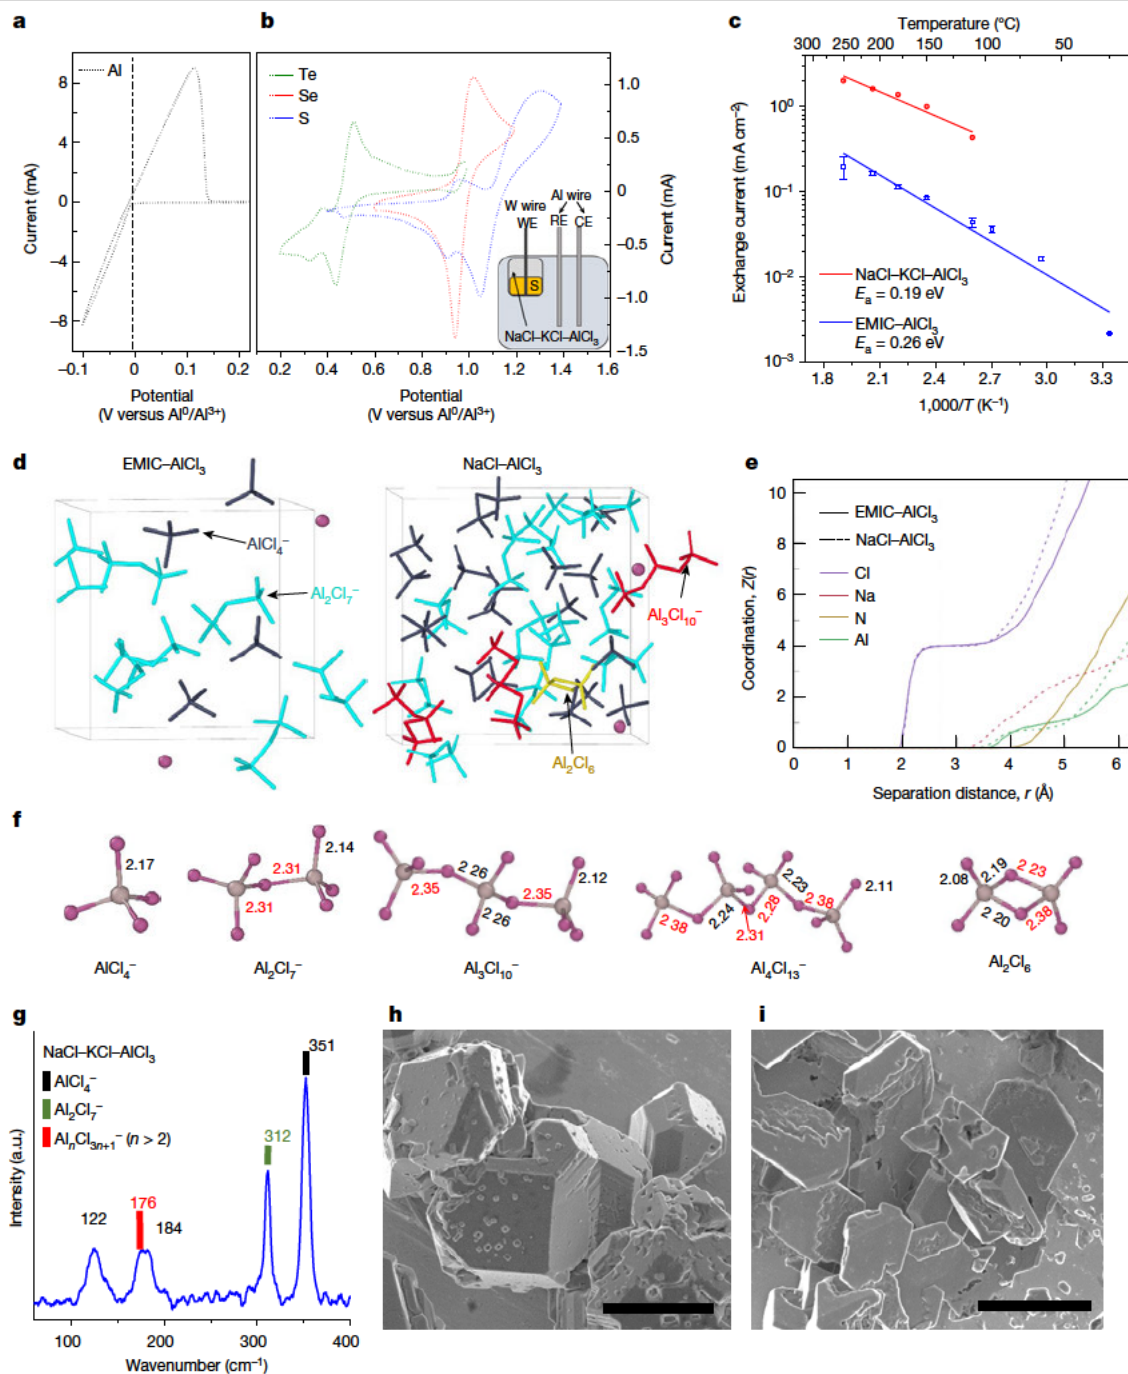 a
Al
8
4
0
−4
−8
Current (mA)
−0.1
0
0.1
0.2
Potential
(V versus Al⁰/Al³⁺)
b
Te
Se
S
1.0
0.5
0
−0.5
−1.0
−1.5
Current (mA)
W wire
WE
Al wire
RE
CE
S
NaCl–KCl–AlCl₃
0.2
0.4
0.6
0.8
1.0
1.2
1.4
1.6
Potential
(V versus Al⁰/Al³⁺)
c
Temperature (°C)
300
250
200
150
100
50
10⁰
10⁻¹
10⁻²
10⁻³
Exchange current (mA cm⁻²)
NaCl–KCl–AlCl₃
Eₐ = 0.19 eV
EMIC–AlCl₃
Eₐ = 0.26 eV
1.8
2.1
2.4
2.7
3.0
3.3
1,000/T (K⁻¹)
d
EMIC–AlCl₃
AlCl₄⁻
Al₂Cl₇⁻
NaCl–AlCl₃
Al₃Cl₁₀⁻
Al₂Cl₆
e
10
8
6
4
2
0
Coordination, Z(r)
EMIC–AlCl₃
NaCl–AlCl₃
Cl
Na
N
Al
0
1
2
3
4
5
6
Separation distance, r (Å)
f
2.17
AlCl₄⁻
2.31
2.14
2.31
Al₂Cl₇⁻
2.26
2.35
2.35
2.12
2.26
Al₃Cl₁₀⁻
2.38
2.24
2.31
2.28
2.23
2.38
2.11
Al₄Cl₁₃⁻
2.08
2.19
2.23
2.20
2.38
Al₂Cl₆
g
NaCl–KCl–AlCl₃
AlCl₄⁻
Al₂Cl₇⁻
AlₙCl₃ₙ₊₁⁻ (n > 2)
351
312
176
122
184
Intensity (a.u.)
100
200
300
400
Wavenumber (cm⁻¹)
h
i